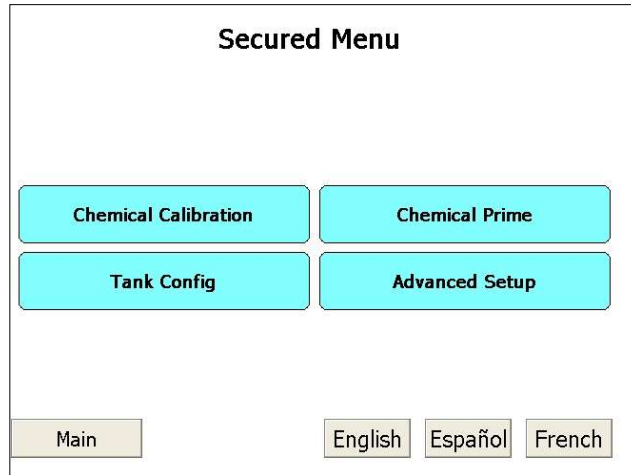 Secured Menu
Chemical Calibration
Chemical Prime
Tank Config
Advanced Setup
Main
English
Español
French